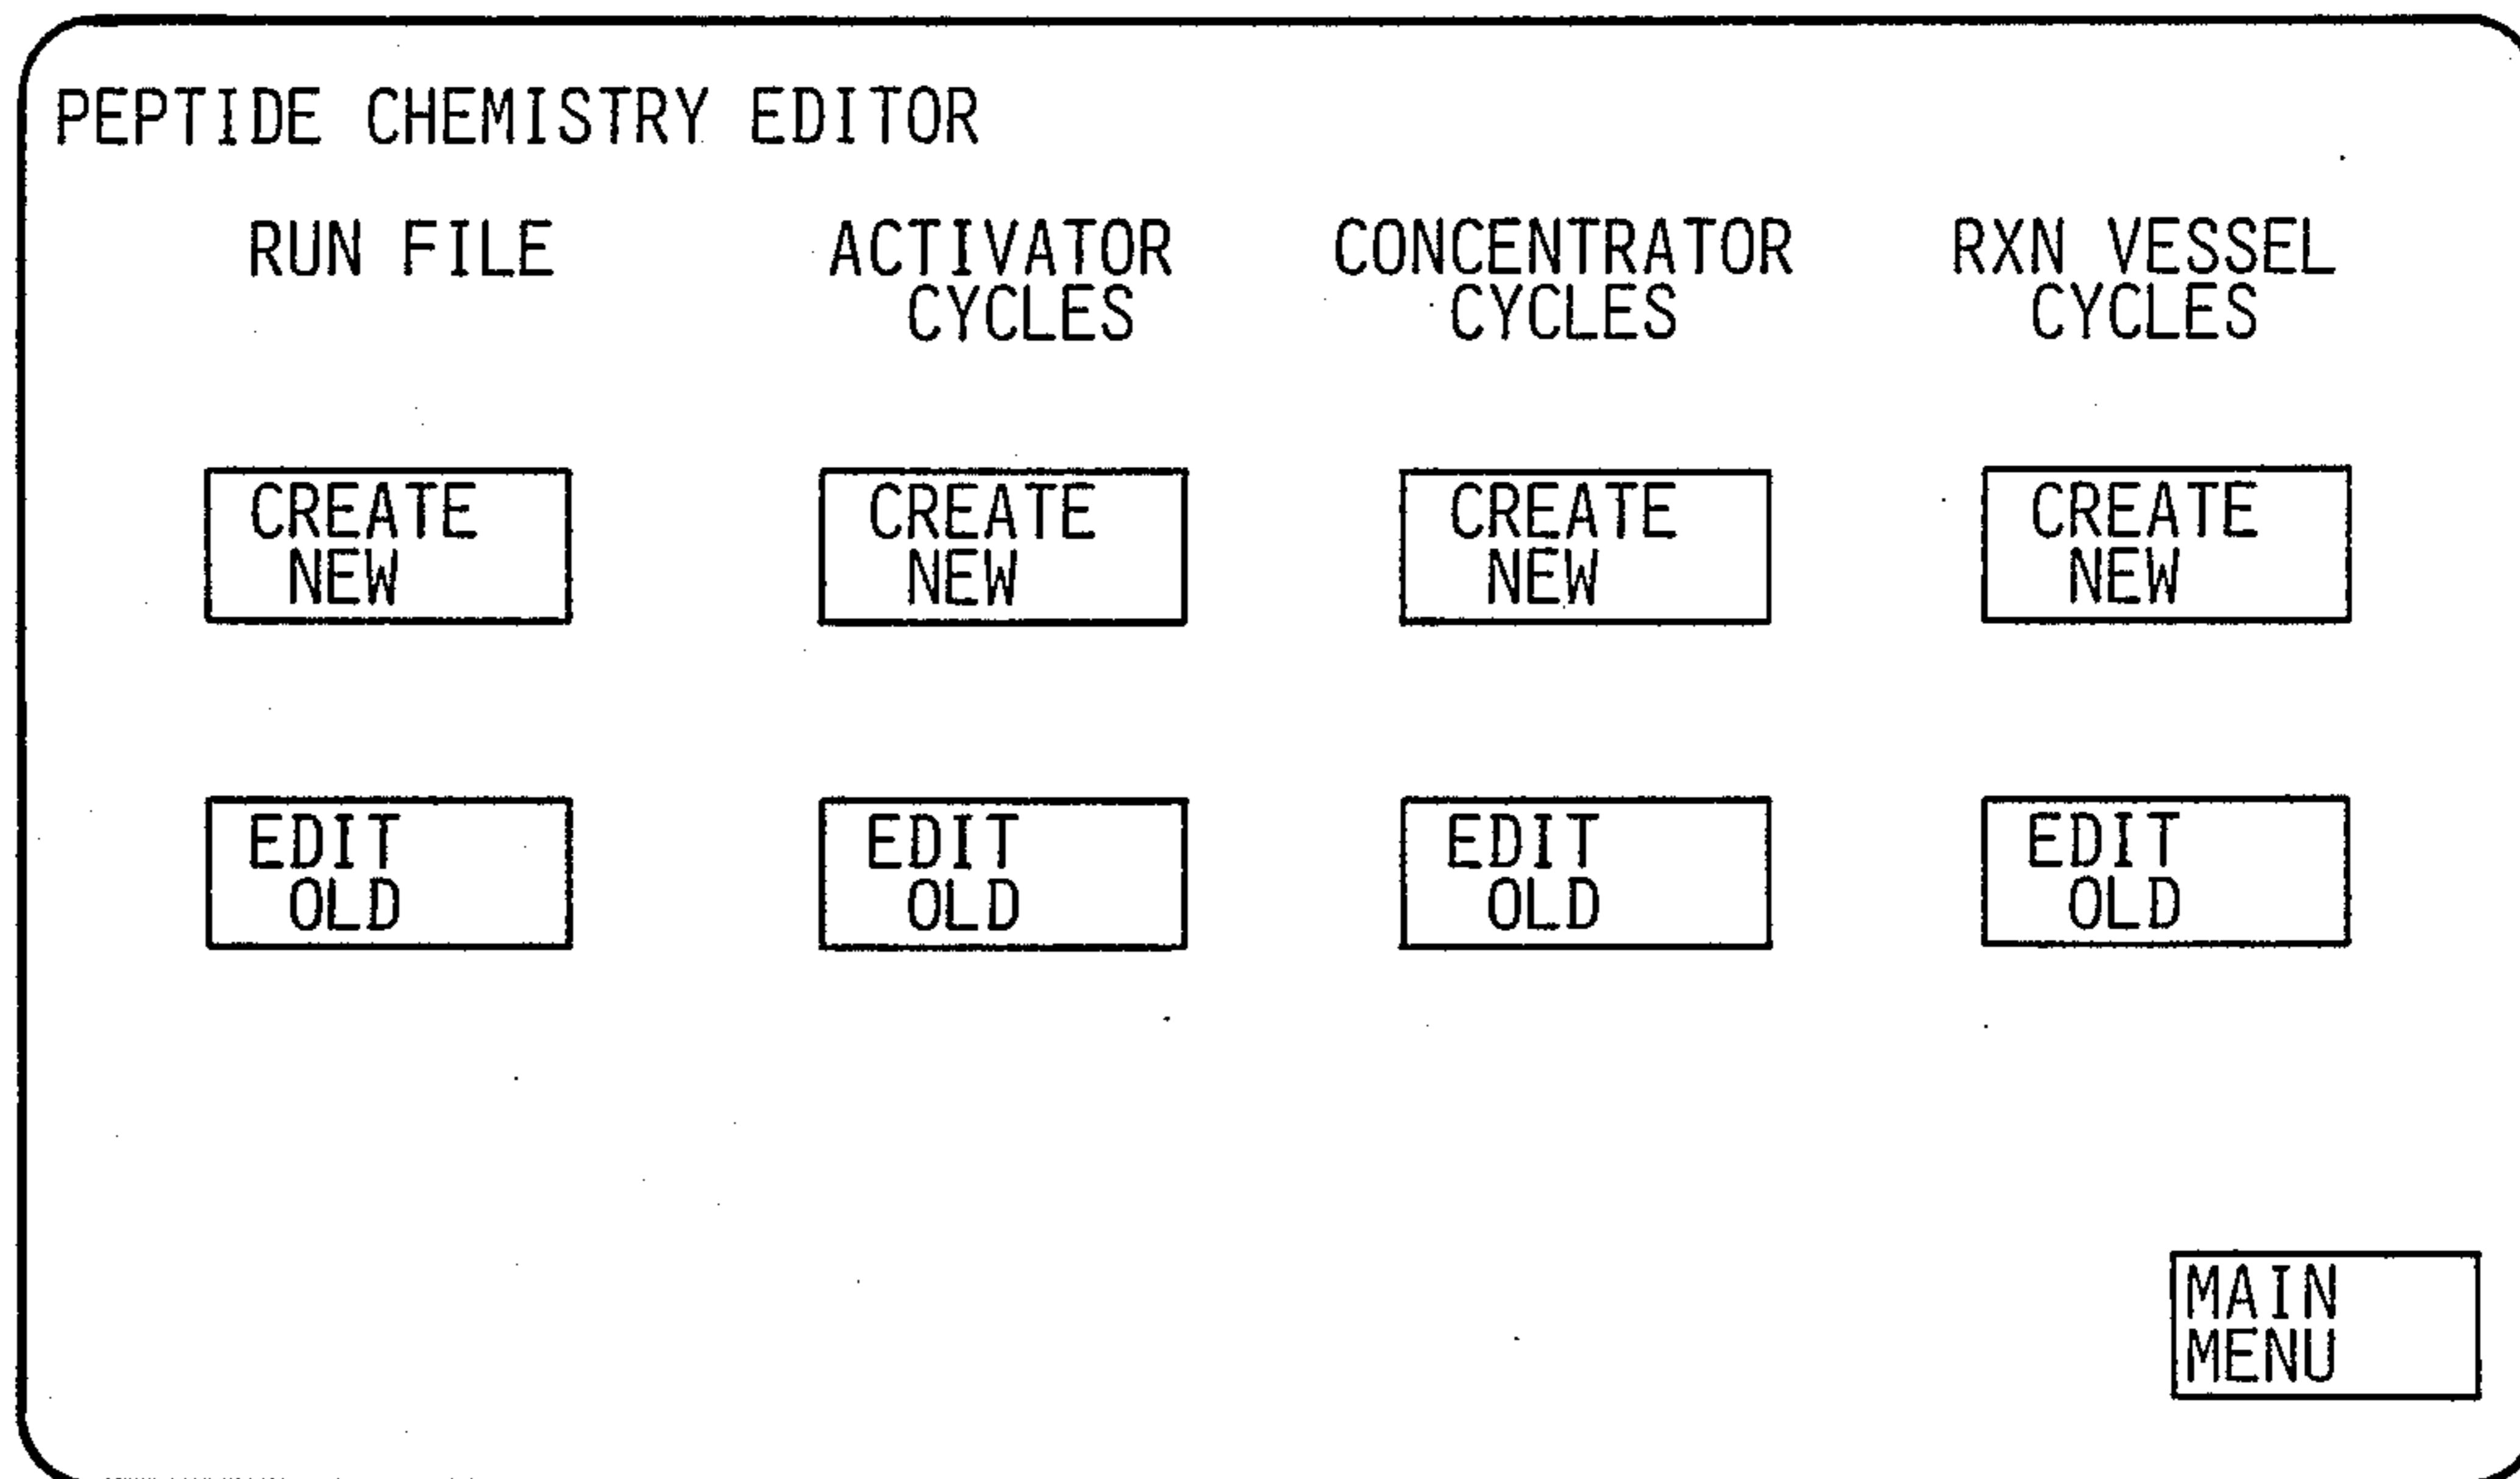 PEPTIDE CHEMISTRY EDITOR
RUN FILE ACTIVATOR CONCENTRATOR RXN VESSEL
CYCLES CYCLES CYCLES
CREATE CREATE CREATE CREATE
NEW NEW NEW NEW
EDIT EDIT EDIT EDIT
OLD OLD OLD OLD
MAIN
MENU